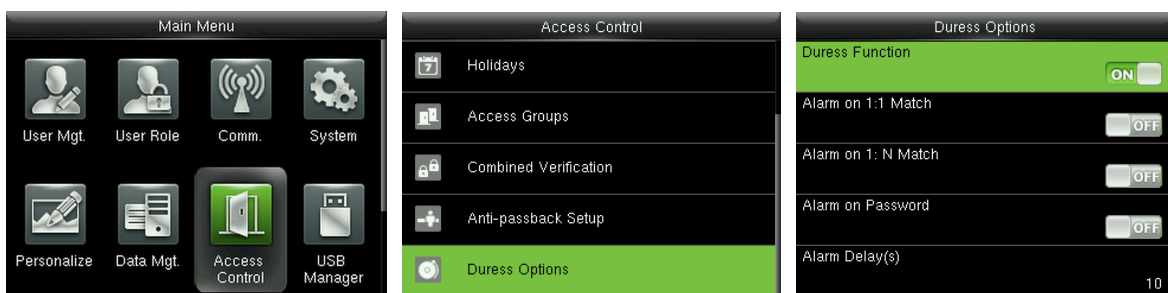 Main Menu
User Mgt.
User Role
Comm.
System
Personalize
Data Mgt.
Access
Control
USB
Manager
Access Control
7
Holidays
Access Groups
Combined Verification
Anti-passback Setup
Duress Options
Duress Options
Duress Function
ON
Alarm on 1:1 Match
OFF
Alarm on 1: N Match
OFF
Alarm on Password
OFF
Alarm Delay(s)
10